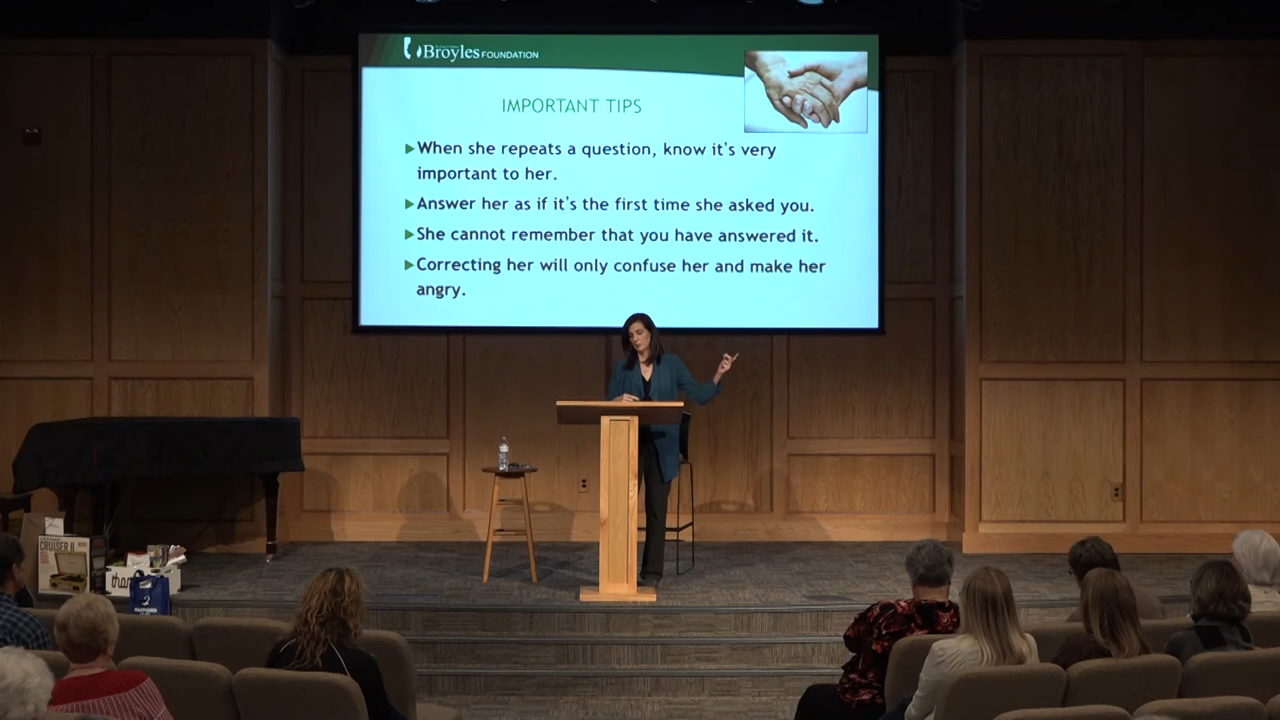 Broyles FOUNDATION
IMPORTANT TIPS
When she repeats a question, know it's very
important to her.
Answer her as if it's the first time she asked you.
She cannot remember that you have answered it.
Correcting her will only confuse her and make her
angry.
CRUISER II